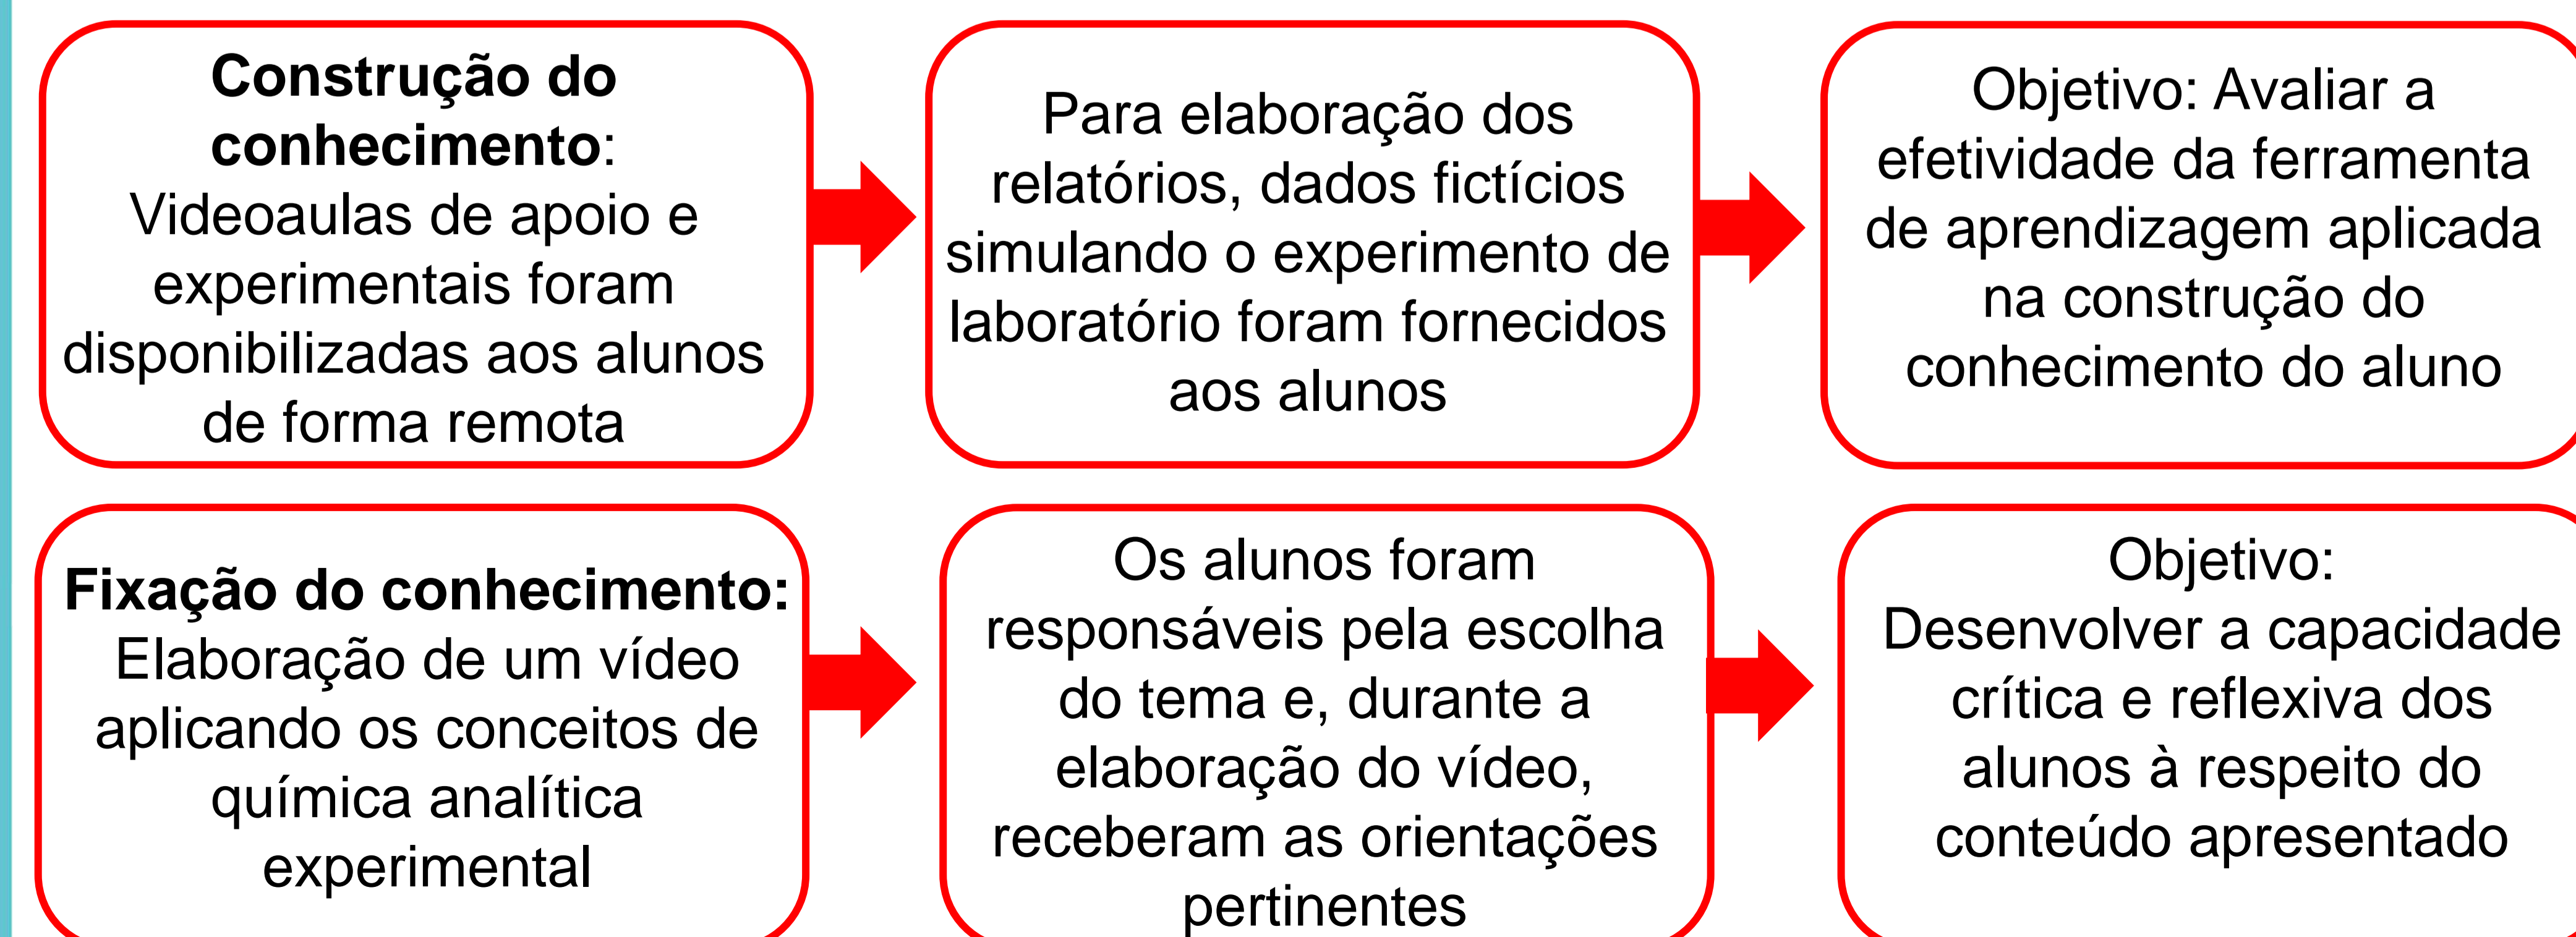 Construção do
conhecimento:
Videoaulas de apoio e
experimentais foram
disponibilizadas aos alunos
de forma remota
Para elaboração dos
relatórios, dados fictícios
simulando o experimento de
laboratório foram fornecidos
aos alunos
Objetivo: Avaliar a
efetividade da ferramenta
de aprendizagem aplicada
na construção do
conhecimento do aluno
Fixação do conhecimento:
Elaboração de um vídeo
aplicando os conceitos de
química analítica
experimental
Os alunos foram
responsáveis pela escolha
do tema e, durante a
elaboração do vídeo,
receberam as orientações
pertinentes
Objetivo:
Desenvolver a capacidade
crítica e reflexiva dos
alunos à respeito do
conteúdo apresentado